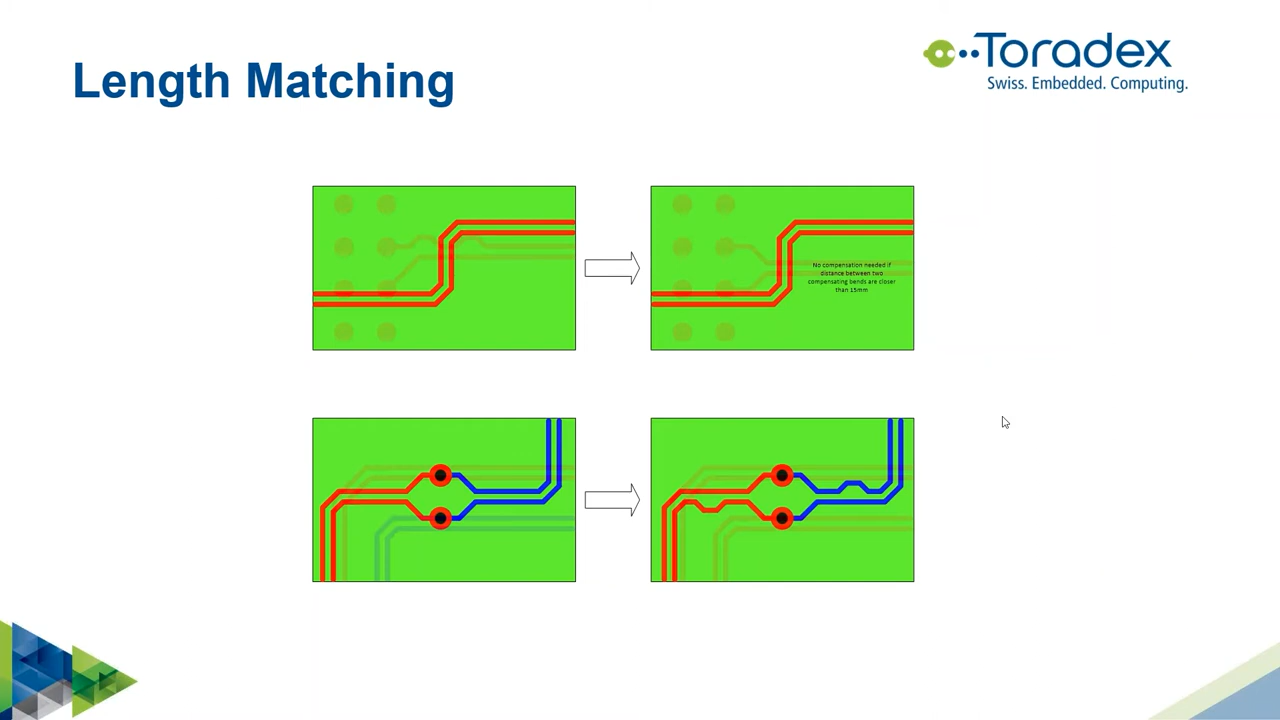 Length Matching
Toradex
Swiss. Embedded. Computing.
No compensation needed if
distance between two
compensating bends are closer
than 15mm